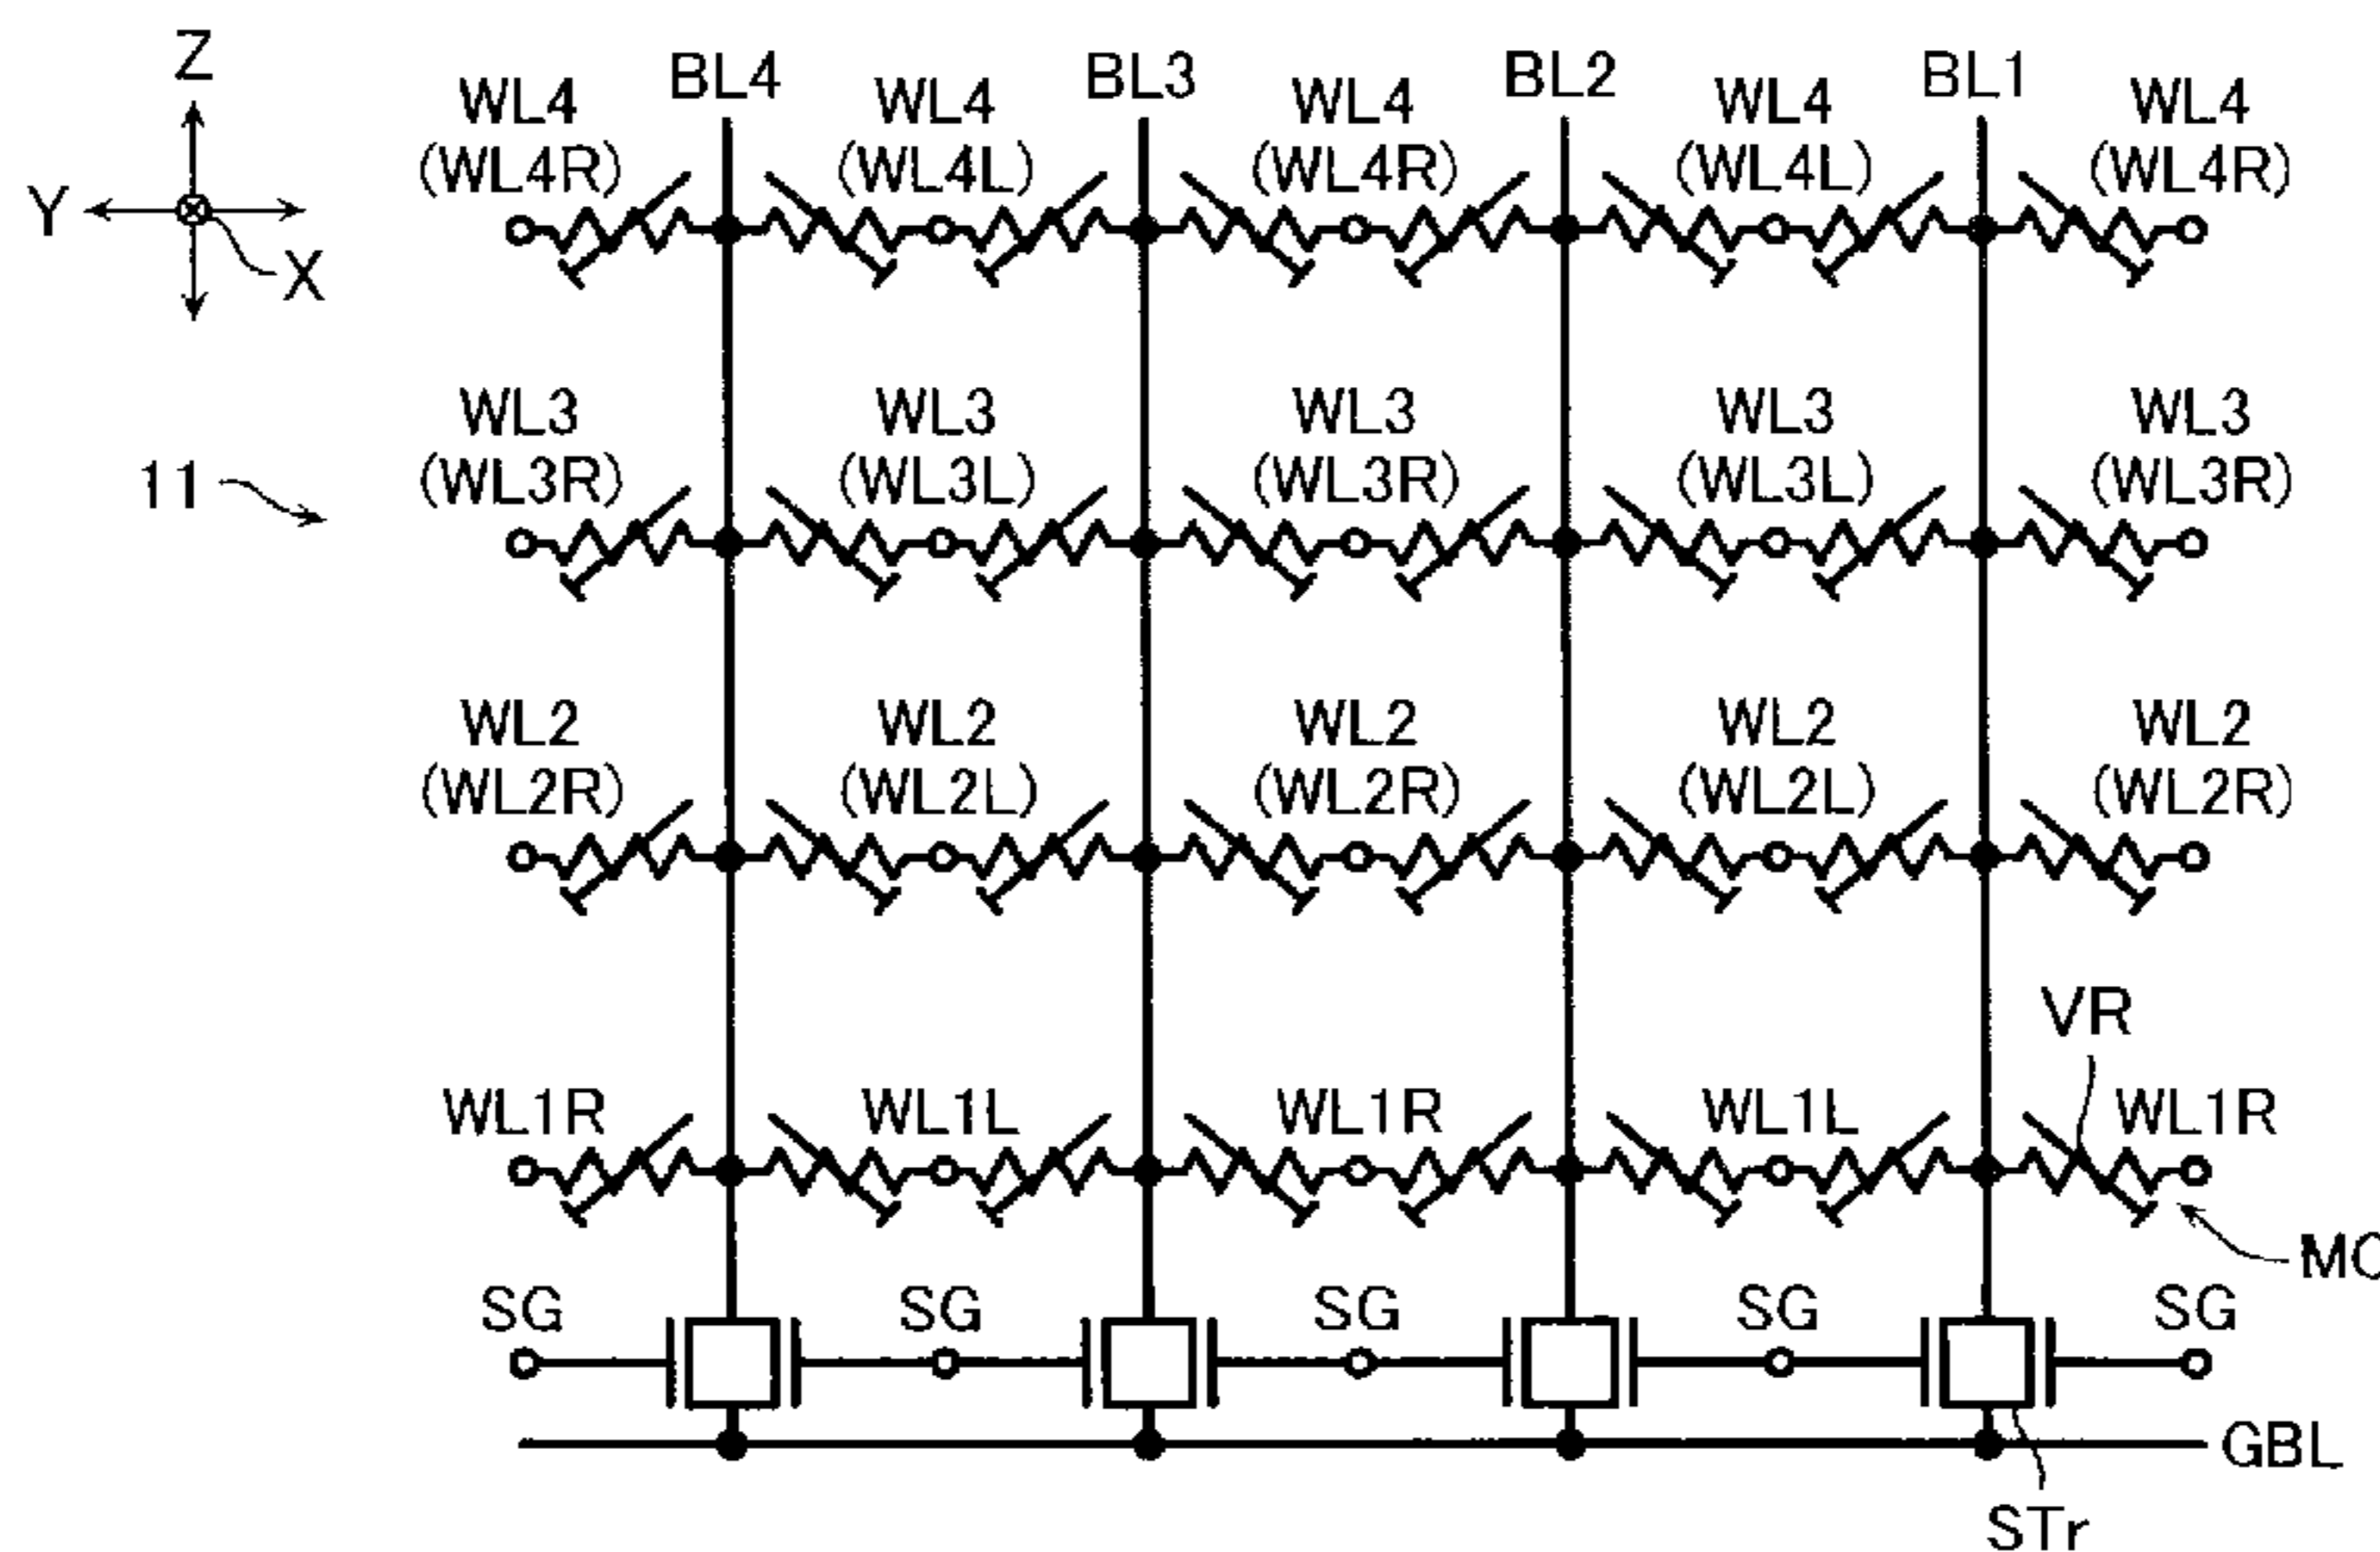 Z
Y
X
BL4 BL3 BL2 BL1
WL4 WL4 WL4 WL4 WL4
(WL4R) (WL4L) (WL4R) (WL4L) (WL4R)
11
WL3 WL3 WL3 WL3 WL3
(WL3R) (WL3L) (WL3R) (WL3L) (WL3R)
WL2 WL2 WL2 WL2 WL2
(WL2R) (WL2L) (WL2R) (WL2L) (WL2R)
VR
WL1R WL1L WL1R WL1L WL1R
MC
SG SG SG SG SG
GBL
STr